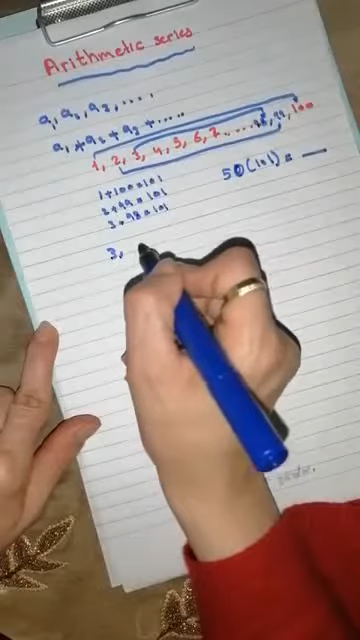 Arithmetic series
a₁, a₂, a₃, ....
a₁ + a₂ + a₃ + .....
1, 2, 3, 4, 5, 6, 7.. .... 98, 99, 100
1+100=101
2+99=101
3+98=101
50(101) = —
3,